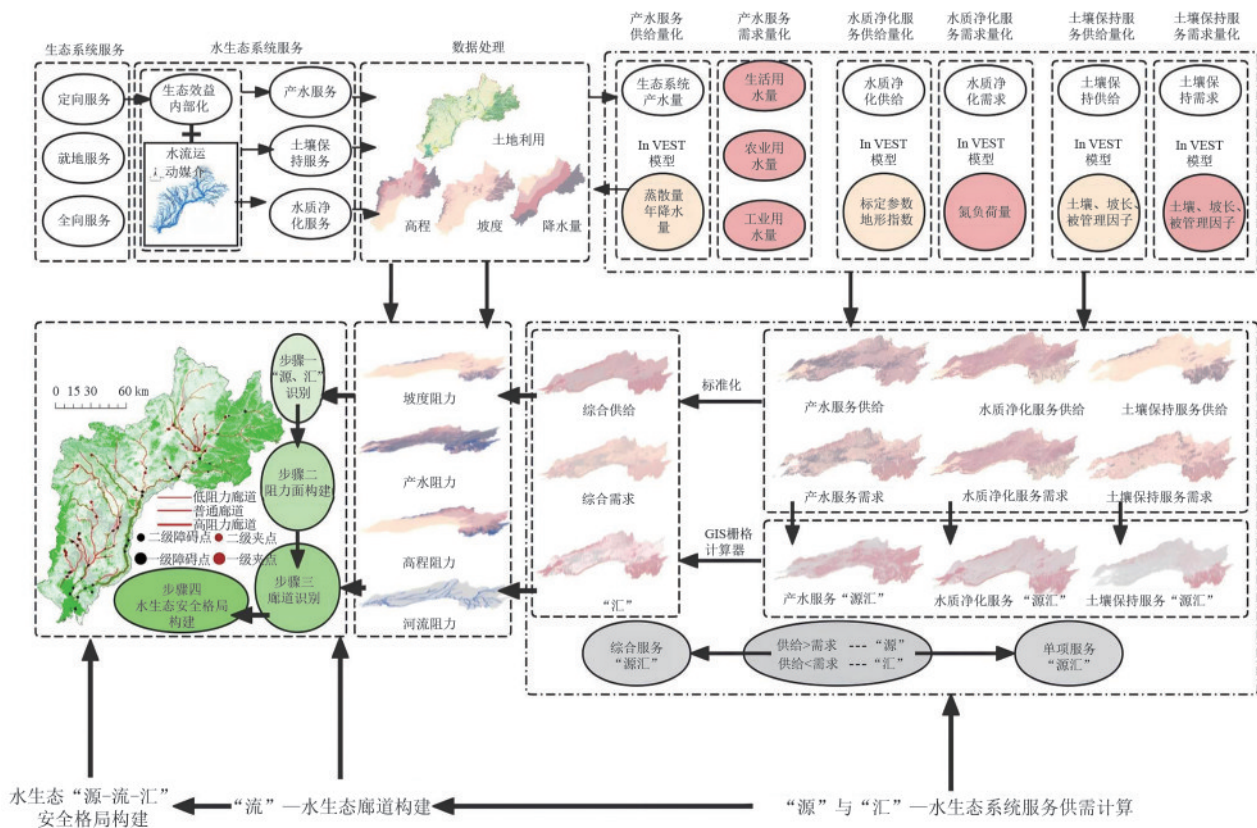 生态系统服务
定向服务
就地服务
全向服务
水生态系统服务
生态效益
内部化
水流运
动媒介
产水服务
土壤保
持服务
水质净
化服务
数据处理
土地利用
高程
坡度
降水量
产水服务
供给量化
生态系统
产水量
In VEST
模型
蒸散量
年降水
量
产水服务
需求量化
生活用
水量
农业用
水量
工业用
水量
水质净化服
务供给量化
水质净
化供给
In VEST
模型
标定参数
地形指数
水质净化服
务需求量化
水质净
化需求
In VEST
模型
氮负荷量
土壤保持服
务供给量化
土壤保
持供给
In VEST
模型
土壤、坡长、
被管理因子
土壤保持服
务需求量化
土壤保
持需求
In VEST
模型
土壤、坡长、
被管理因子
0 15 30 60 km
低阻力廊道
普通廊道
高阻力廊道
二级障碍点
二级夹点
一级障碍点
一级夹点
步骤一
“源、汇”
识别
步骤二
阻力面构建
步骤三
廊道识别
步骤四
水生态安全格局
构建
坡度阻力
产水阻力
高程阻力
河流阻力
综合供给
综合需求
“汇”
标准化
GIS栅格
计算器
产水服务供给
水质净化服务供给
土壤保持服务供给
产水服务需求
水质净化服务需求
土壤保持服务需求
产水服务“源汇”
水质净化服务“源汇”
土壤保持服务“源汇”
综合服务
“源汇”
供给>需求 --- “源”
供给<需求 --- “汇”
单项服务
“源汇”
水生态“源-流-汇”
安全格局构建
“流”—水生态廊道构建
“源”与“汇”—水生态系统服务供需计算